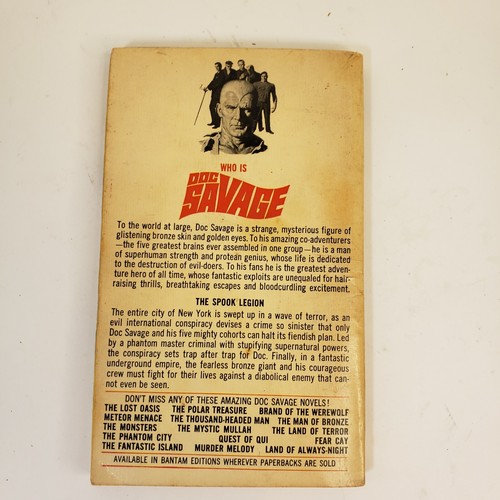 WHO IS
DOC
SAVAGE
To the world at large, Doc Savage is a strange, mysterious figure of
glistening bronze skin and golden eyes. To his amazing co-adventurers
—the five greatest brains ever assembled in one group—he is a man
of superhuman strength and protean genius, whose life is dedicated
to the destruction of evil-doers. To his fans he is the greatest adven-
ture hero of all time, whose fantastic exploits are unequaled for hair-
raising thrills, breathtaking escapes and bloodcurdling excitement.
THE SPOOK LEGION
The entire city of New York is swept up in a wave of terror, as an
evil international conspiracy devises a crime so sinister that only
Doc Savage and his five mighty cohorts can halt its fiendish plan. Led
by a phantom master criminal with stupifying supernatural powers,
the conspiracy sets trap after trap for Doc. Finally, in a fantastic
underground empire, the fearless bronze giant and his courageous
crew must fight for their lives against a diabolical enemy that can-
not even be seen.
DON'T MISS ANY OF THESE AMAZING DOC SAVAGE NOVELS!
THE LOST OASIS THE POLAR TREASURE BRAND OF THE WEREWOLF
METEOR MENACE THE THOUSAND-HEADED MAN THE MAN OF BRONZE
THE MONSTERS THE MYSTIC MULLAH THE LAND OF TERROR
THE PHANTOM CITY QUEST OF QUI FEAR CAY
THE FANTASTIC ISLAND MURDER MELODY LAND OF ALWAYS-NIGHT
AVAILABLE IN BANTAM EDITIONS WHEREVER PAPERBACKS ARE SOLD